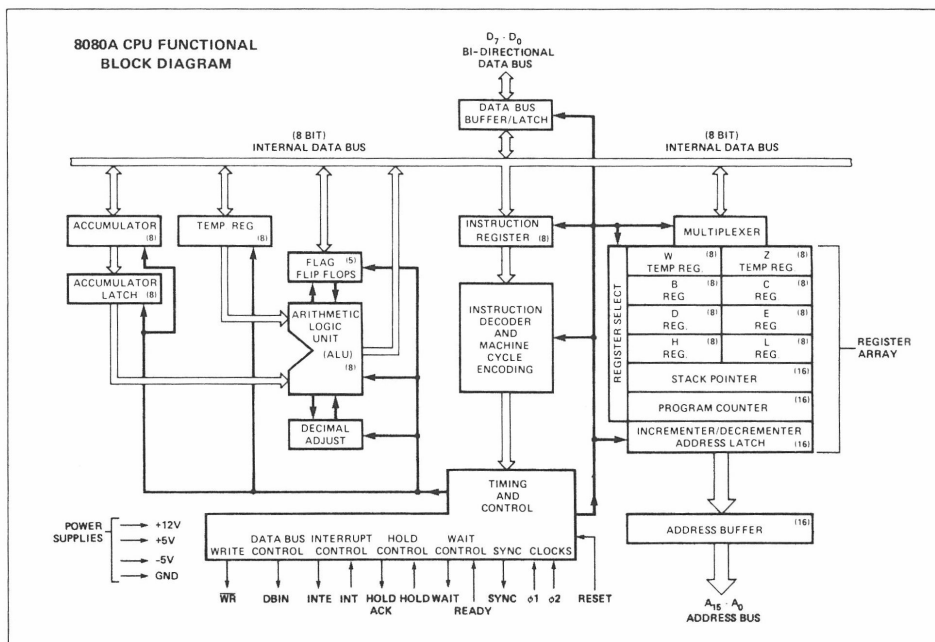 8080A CPU FUNCTIONAL
BLOCK DIAGRAM
D7 - D0
BI-DIRECTIONAL
DATA BUS
DATA BUS
BUFFER/LATCH
(8 BIT)
INTERNAL DATA BUS
(8 BIT)
INTERNAL DATA BUS
ACCUMULATOR
(8)
TEMP REG
(8)
INSTRUCTION
REGISTER (8)
MULTIPLEXER
ACCUMULATOR
LATCH (8)
FLAG (5)
FLIP FLOPS
ARITHMETIC
LOGIC
UNIT
(ALU)
(8)
DECIMAL
ADJUST
INSTRUCTION
DECODER
AND
MACHINE
CYCLE
ENCODING
REGISTER SELECT
W (8)
TEMP REG.
Z (8)
TEMP REG.
B (8)
REG
C (8)
REG
D (8)
REG.
E (8)
REG
H (8)
REG.
L (8)
REG
STACK POINTER (16)
PROGRAM COUNTER (16)
INCREMENTER/DECREMENTER
ADDRESS LATCH (16)
REGISTER
ARRAY
TIMING
AND
CONTROL
WRITE
DATA BUS
CONTROL
INTERRUPT
CONTROL
HOLD
CONTROL
WAIT
CONTROL
SYNC
CLOCKS
ADDRESS BUFFER (16)
POWER
SUPPLIES
+12V
+5V
-5V
GND
WR
DBIN
INTE
INT
HOLD
ACK
HOLD
WAIT
READY
SYNC
ϕ1
ϕ2
RESET
A15 - A0
ADDRESS BUS